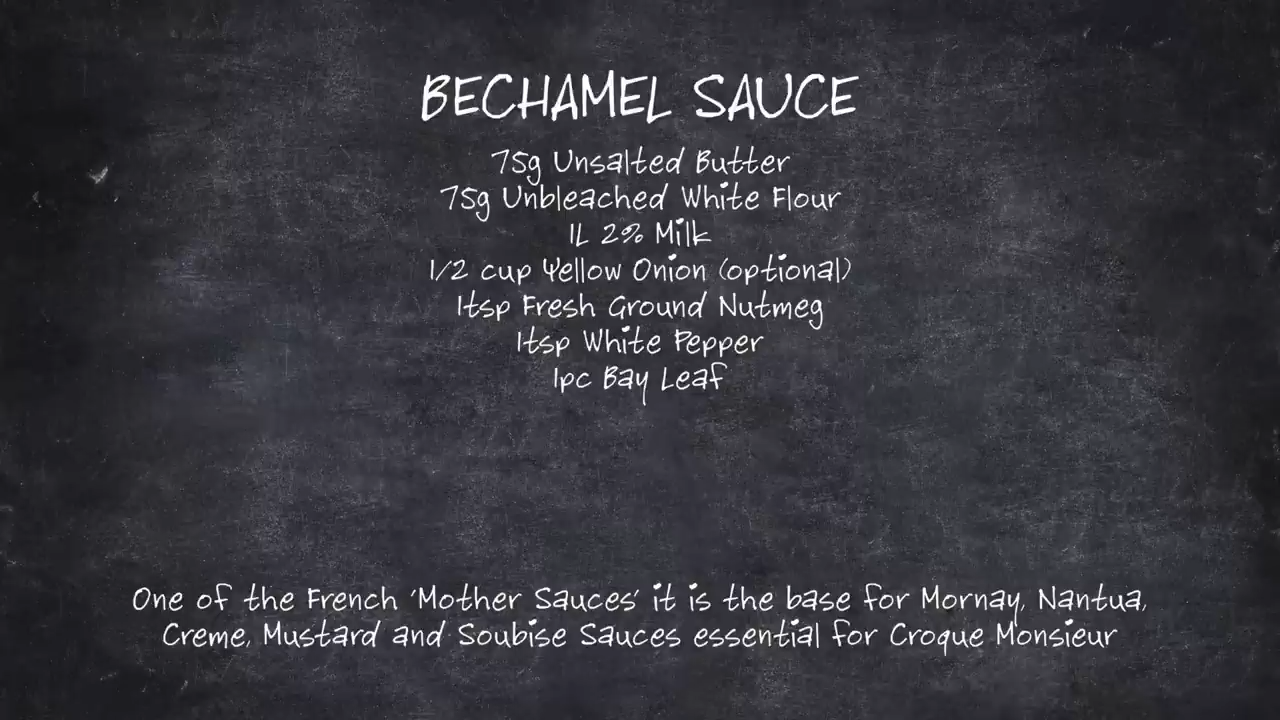 BECHAMEL SAUCE
75g Unsalted Butter
75g Unbleached White Flour
1L 2% Milk
1/2 cup Yellow Onion (optional)
1tsp Fresh Ground Nutmeg
1tsp White Pepper
1pc Bay Leaf
One of the French 'Mother Sauces' it is the base for Mornay, Nantua,
Creme, Mustard and Soubise Sauces essential for Croque Monsieur